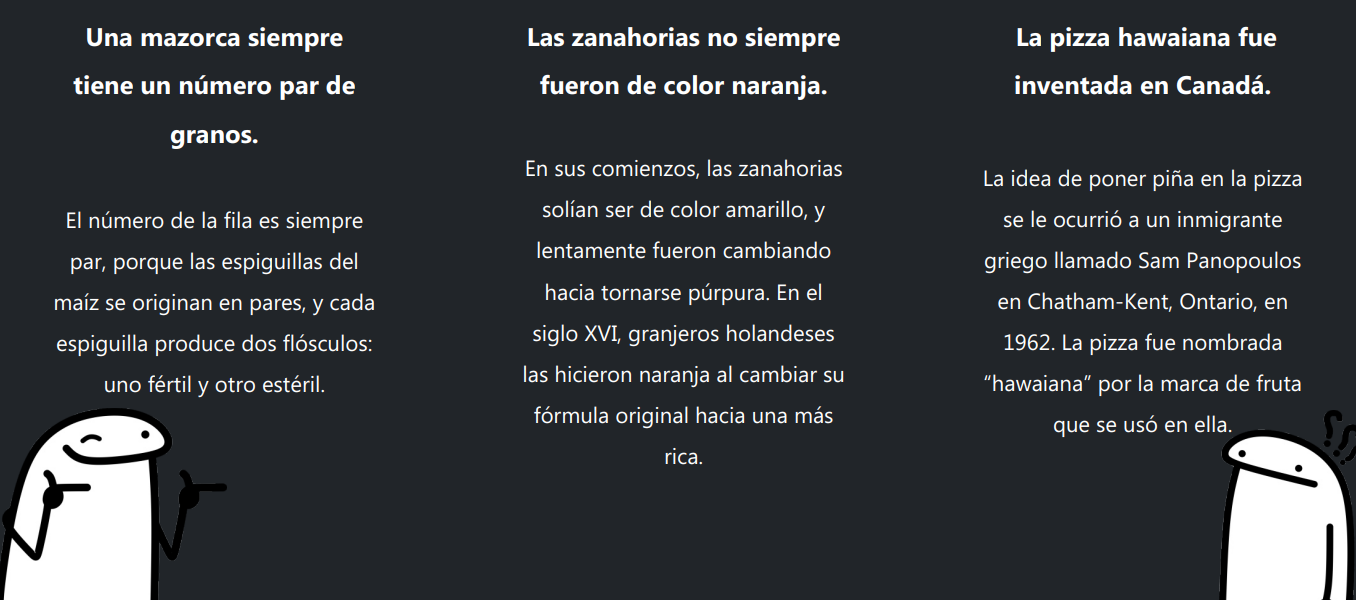 Una mazorca siempre
tiene un número par de
granos.
El número de la fila es siempre
par, porque las espiguillas del
maíz se originan en pares, y cada
espiguilla produce dos flósculos:
uno fértil y otro estéril.
Las zanahorias no siempre
fueron de color naranja.
En sus comienzos, las zanahorias
solían ser de color amarillo, y
lentamente fueron cambiando
hacia tornarse púrpura. En el
siglo XVI, granjeros holandeses
las hicieron naranja al cambiar su
fórmula original hacia una más
rica.
La pizza hawaiana fue
inventada en Canadá.
La idea de poner piña en la pizza
se le ocurrió a un inmigrante
griego llamado Sam Panopoulos
en Chatham-Kent, Ontario, en
1962. La pizza fue nombrada
“hawaiana” por la marca de fruta
que se usó en ella.
??